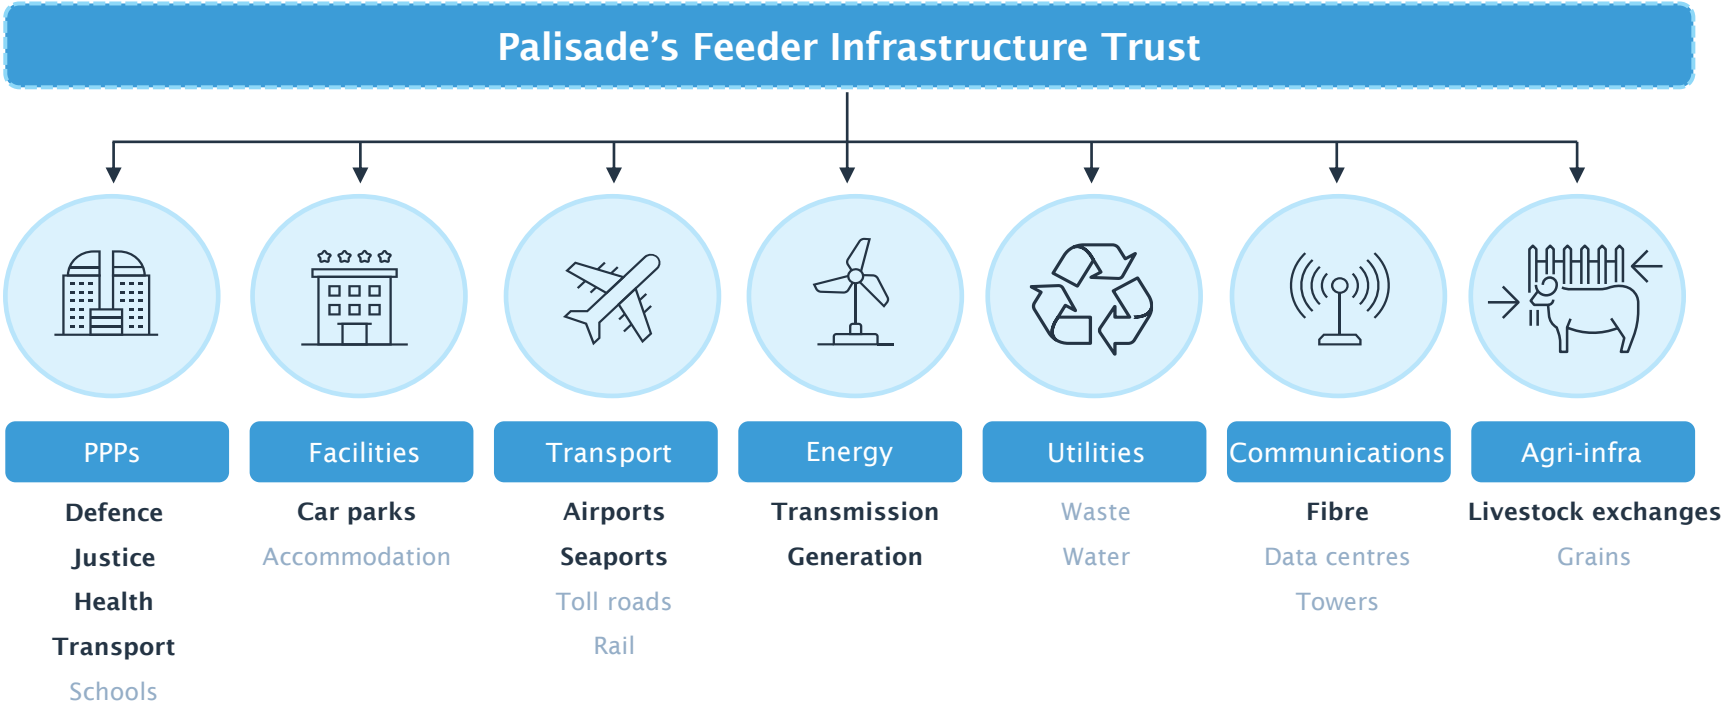 Palisade’s Feeder Infrastructure Trust
PPPs
Defence
Justice
Health
Transport
Schools
Facilities
Car parks
Accommodation
Transport
Airports
Seaports
Toll roads
Rail
Energy
Transmission
Generation
Utilities
Waste
Water
Communications
Fibre
Data centres
Towers
Agri-infra
Livestock exchanges
Grains